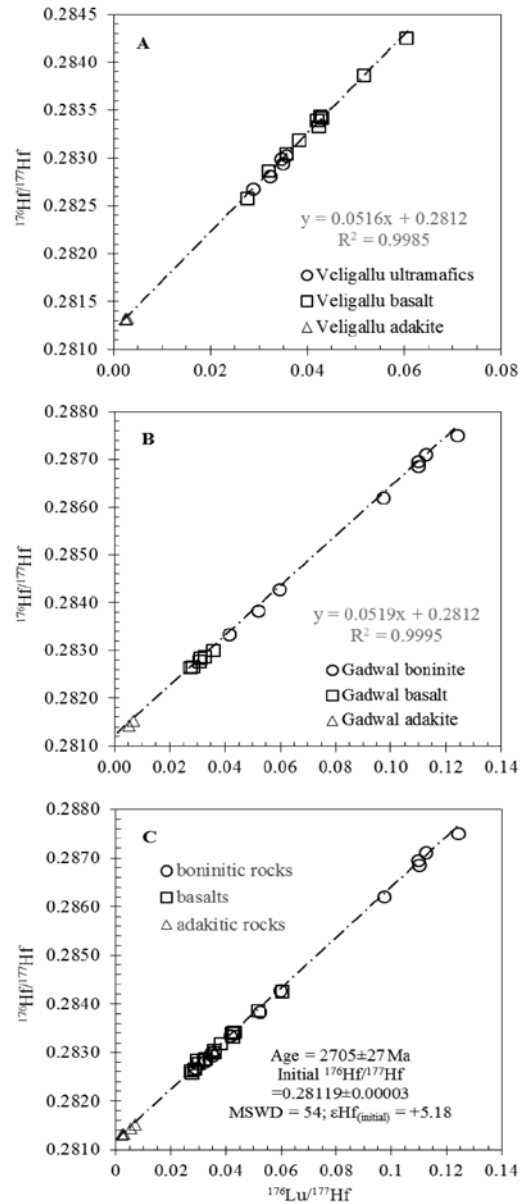 A
0.2845
0.2840
0.2835
0.2830
0.2825
0.2820
0.2815
0.2810
¹⁷⁶Hf/¹⁷⁷Hf
y = 0.0516x + 0.2812
R² = 0.9985
Veligallu ultramafics
Veligallu basalt
Veligallu adakite
0.00 0.02 0.04 0.06 0.08
B
0.2880
0.2870
0.2860
0.2850
0.2840
0.2830
0.2820
0.2810
¹⁷⁶Hf/¹⁷⁷Hf
y = 0.0519x + 0.2812
R² = 0.9995
Gadwal boninite
Gadwal basalt
Gadwal adakite
0.00 0.02 0.04 0.06 0.08 0.10 0.12 0.14
C
0.2880
0.2870
0.2860
0.2850
0.2840
0.2830
0.2820
0.2810
¹⁷⁶Hf/¹⁷⁷Hf
boninitic rocks
basalts
adakitic rocks
Age = 2705±27 Ma
Initial ¹⁷⁶Hf/¹⁷⁷Hf
=0.28119±0.00003
MSWD = 54; εHf(initial) = +5.18
0 0.02 0.04 0.06 0.08 0.10 0.12 0.14
¹⁷⁶Lu/¹⁷⁷Hf